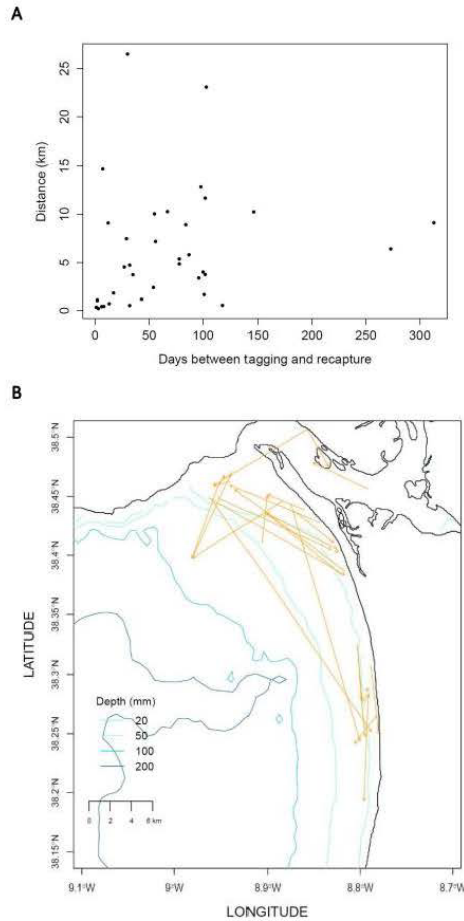 A
25
20
15
10
5
0
Distance (km)
0 50 100 150 200 250 300
Days between tagging and recapture
B
38.5°N
38.45°N
38.4°N
38.35°N
38.3°N
38.25°N
38.2°N
38.15°N
LATITUDE
Depth (mm)
20
50
100
200
0 2 4 6 km
9.1°W 9°W 8.9°W 8.8°W 8.7°W
LONGITUDE